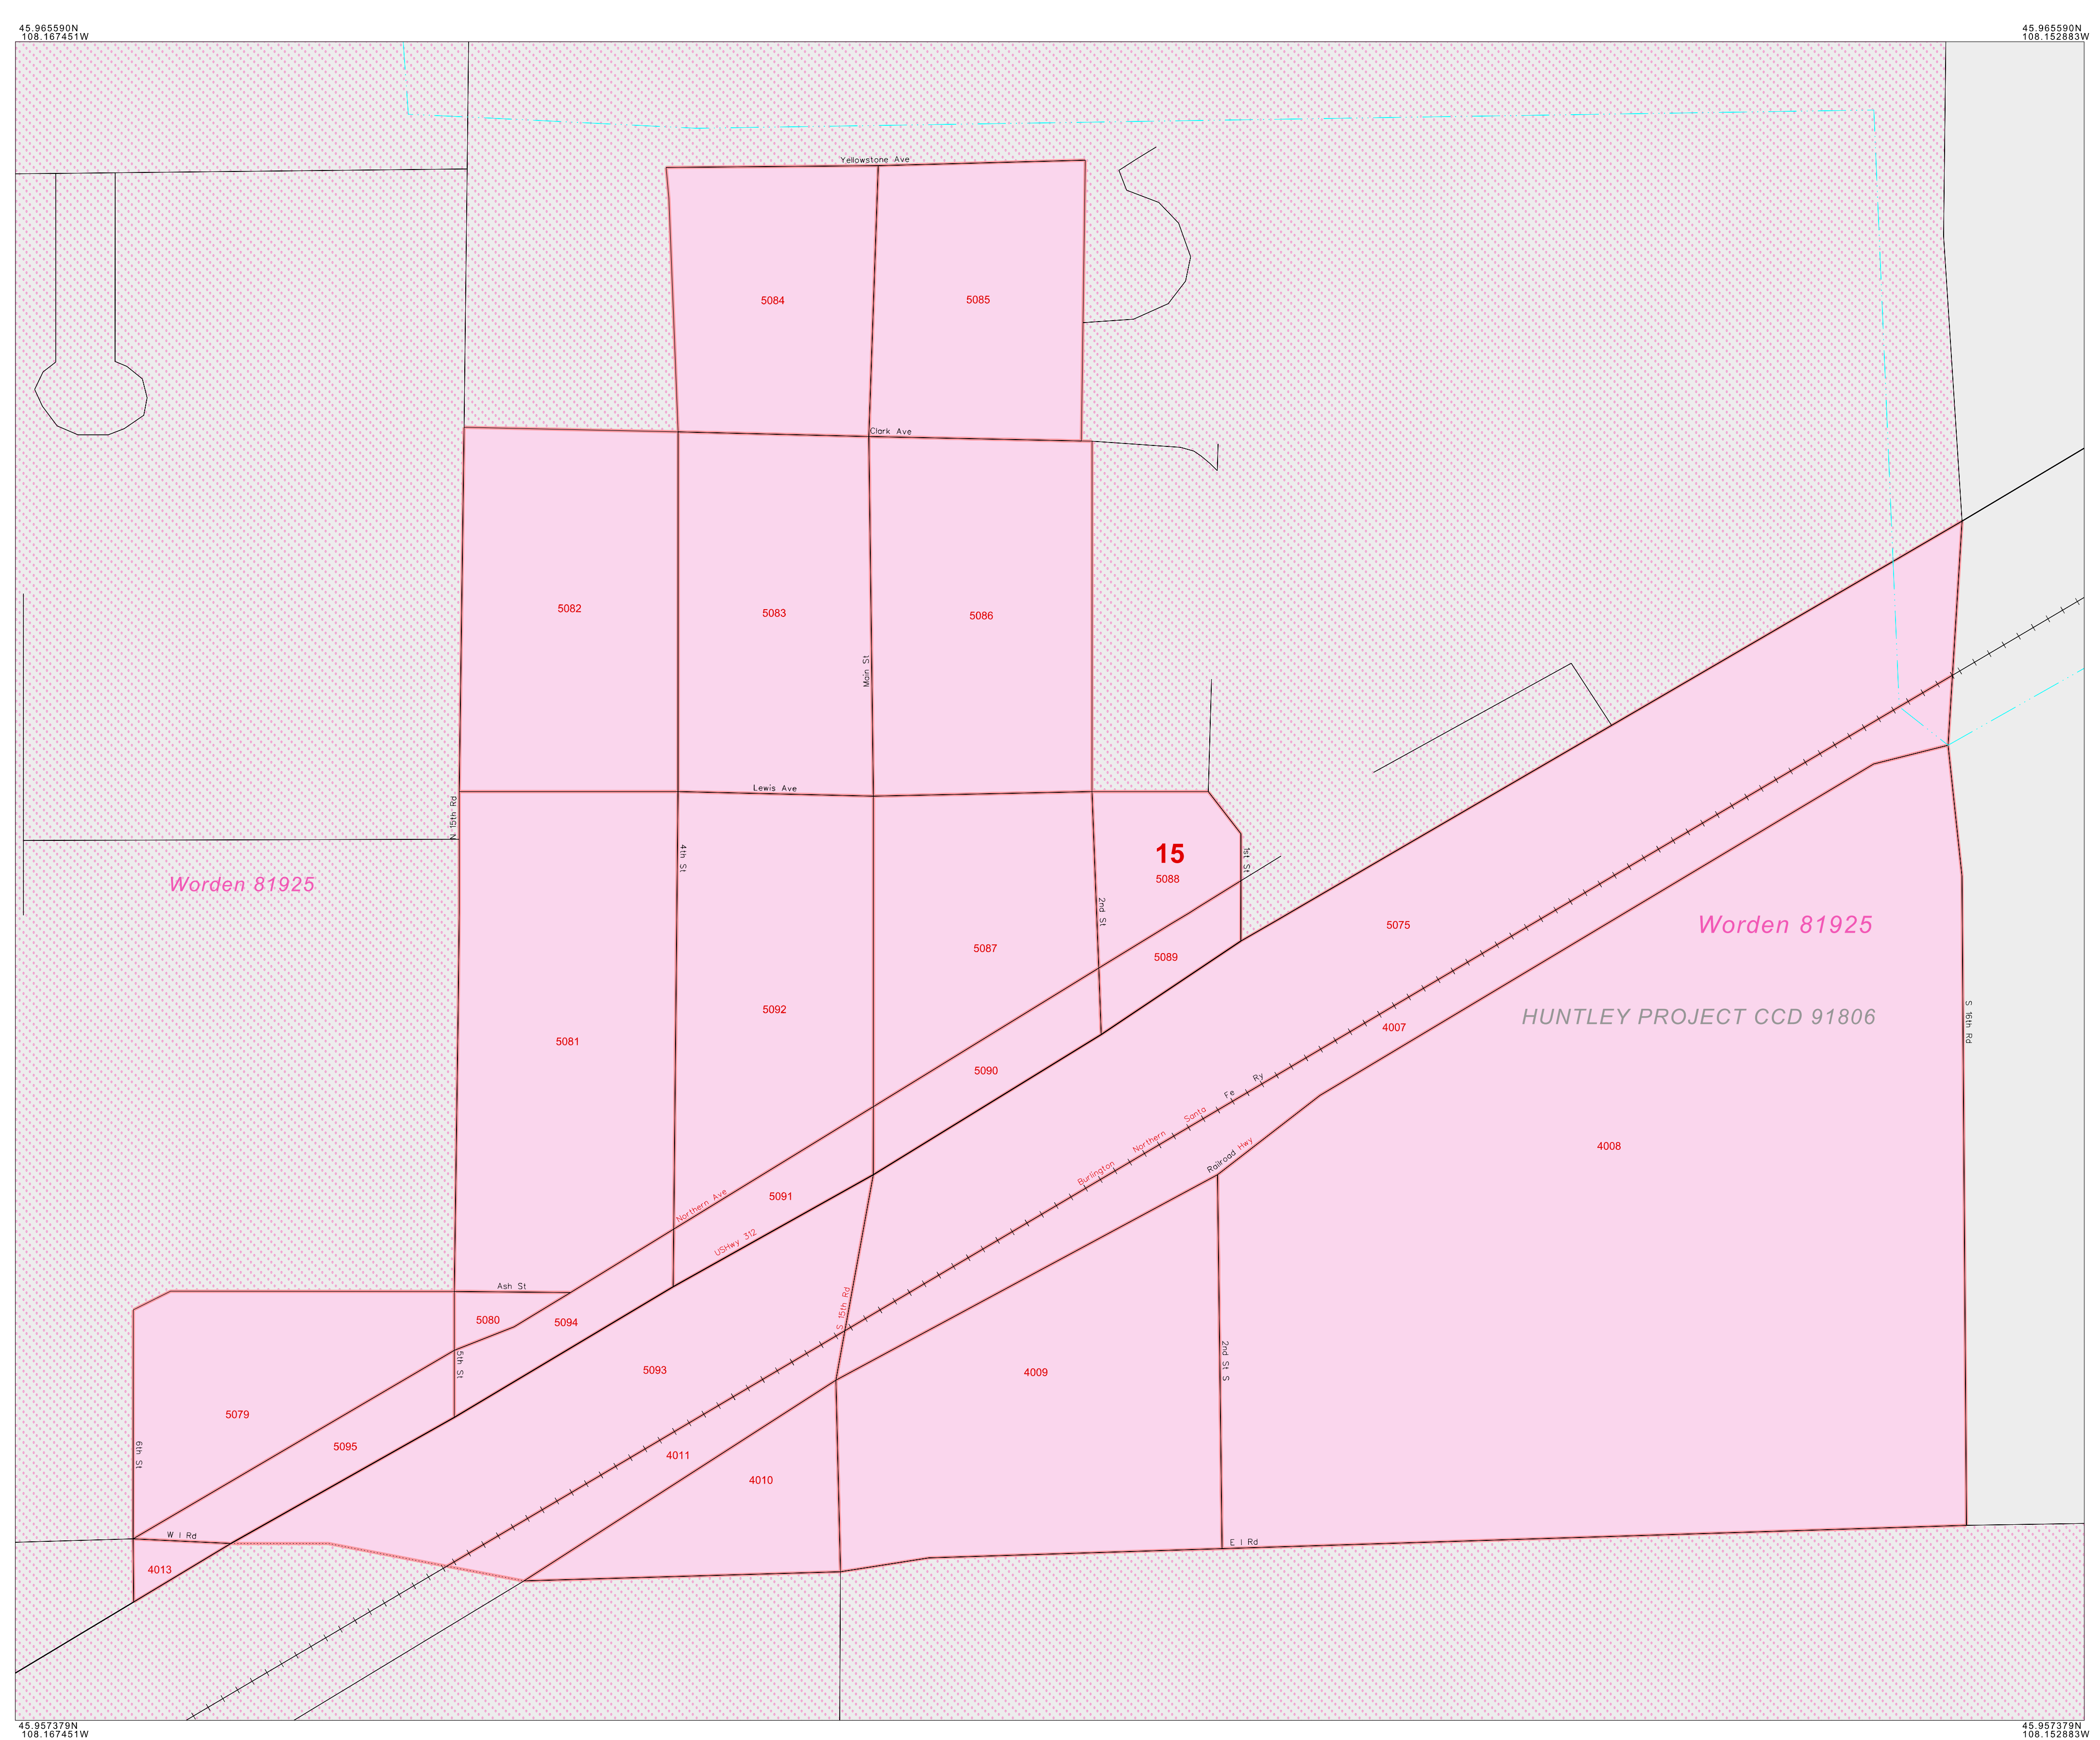 45.965590N
108.167451W
45.965590N
108.152883W
Yellowstone Ave
5084
5085
Clark Ave
5082
5083
5086
Main St
Lewis Ave
N 15th Rd
4th St
15
1st St
5088
Worden 81925
2nd St
5075
Worden 81925
5087
5089
5092
4007
HUNTLEY PROJECT CCD 91806
S 16th Rd
5081
5090
Burlington Northern Santa Fe Ry
Railroad Hwy
4008
Northern Ave
5091
USHwy 312
Ash St
S 15th Rd
5080
5094
5th St
5093
4009
2nd St S
5079
5095
6th St
4011
4010
W I Rd
E I Rd
4013
45.957379N
108.167451W
45.957379N
108.152883W